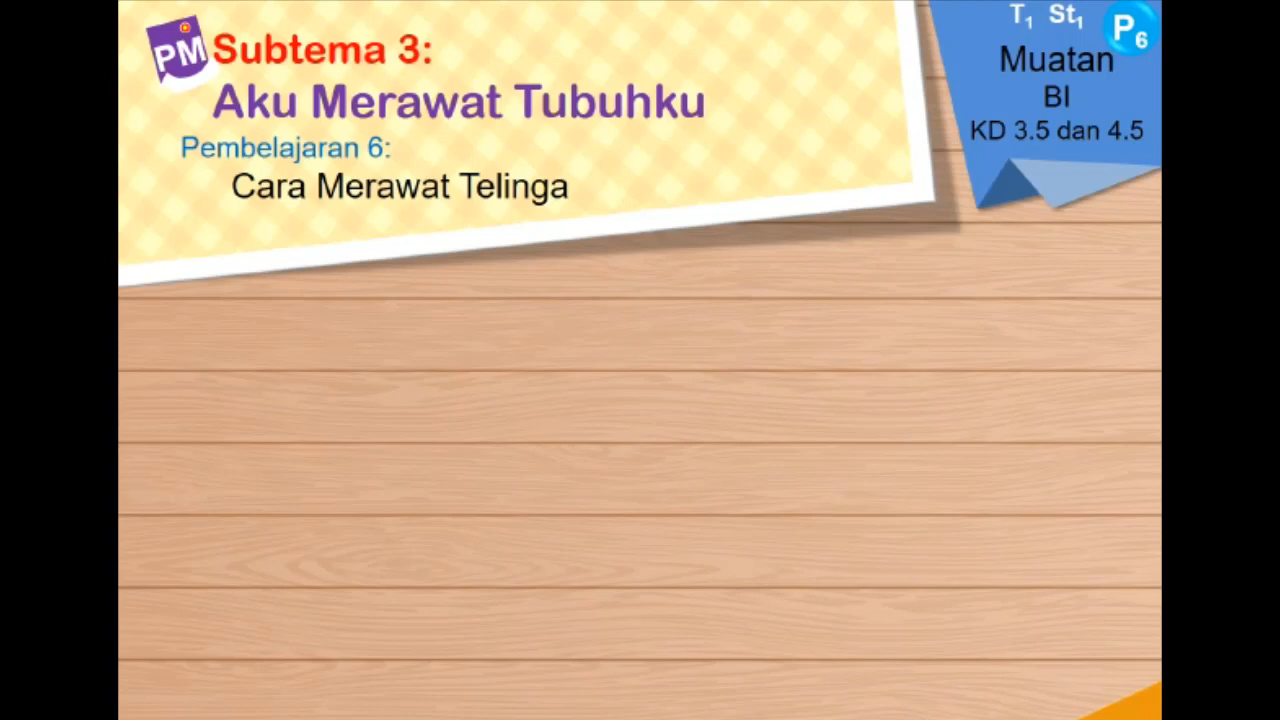 PM
Subtema 3:
Aku Merawat Tubuhku
Pembelajaran 6:
Cara Merawat Telinga
T1 St1 P6
Muatan
BI
KD 3.5 dan 4.5